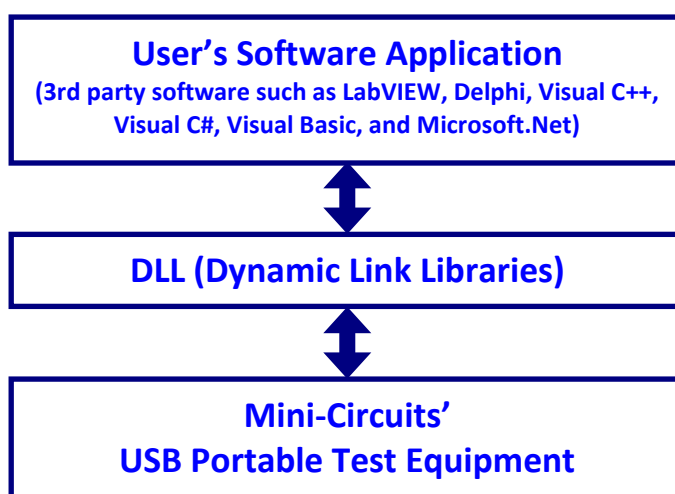 User’s Software Application
(3rd party software such as LabVIEW, Delphi, Visual C++,
Visual C#, Visual Basic, and Microsoft.Net)
DLL (Dynamic Link Libraries)
Mini-Circuits’
USB Portable Test Equipment